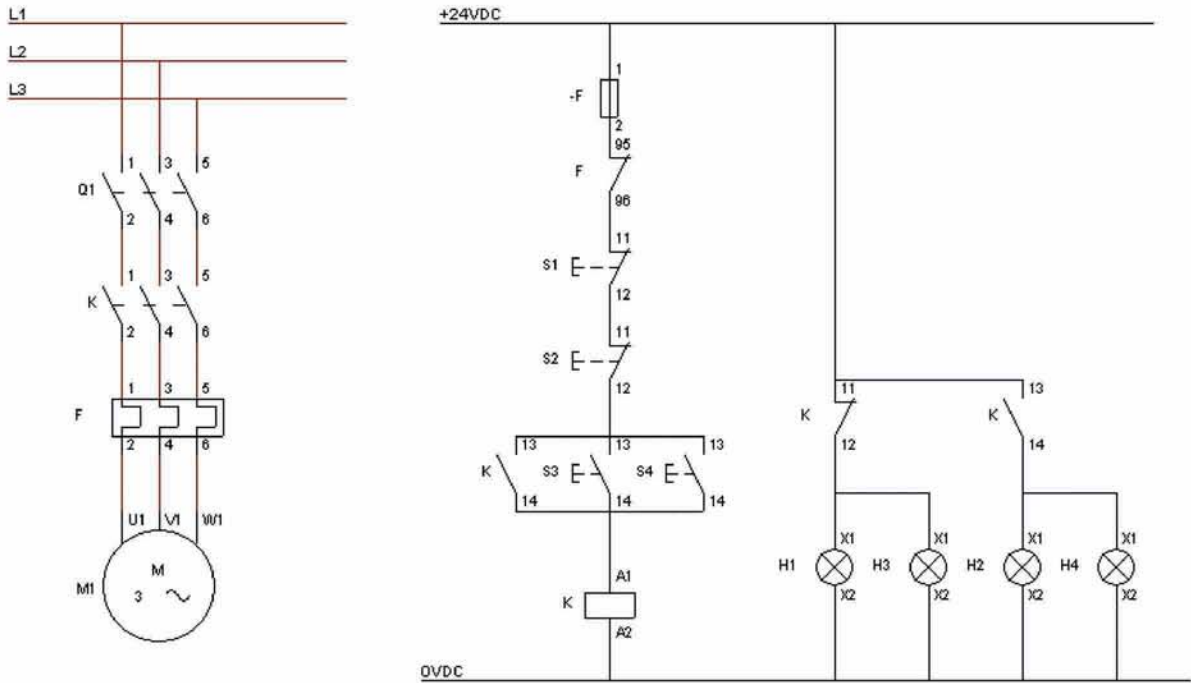 L1
L2
L3
1 3 5
Q1
2 4 6
1 3 5
K
2 4 6
1 3 5
F
2 4 6
U1 V1 W1
M1
M
3
+24VDC
1
-F
2
95
F
96
11
S1
12
11
S2
12
13 13 13
K S3 S4
14 14 14
A1
K
A2
0VDC
11 13
K K
12 14
X1 X1 X1 X1
H1 H3 H2 H4
X2 X2 X2 X2